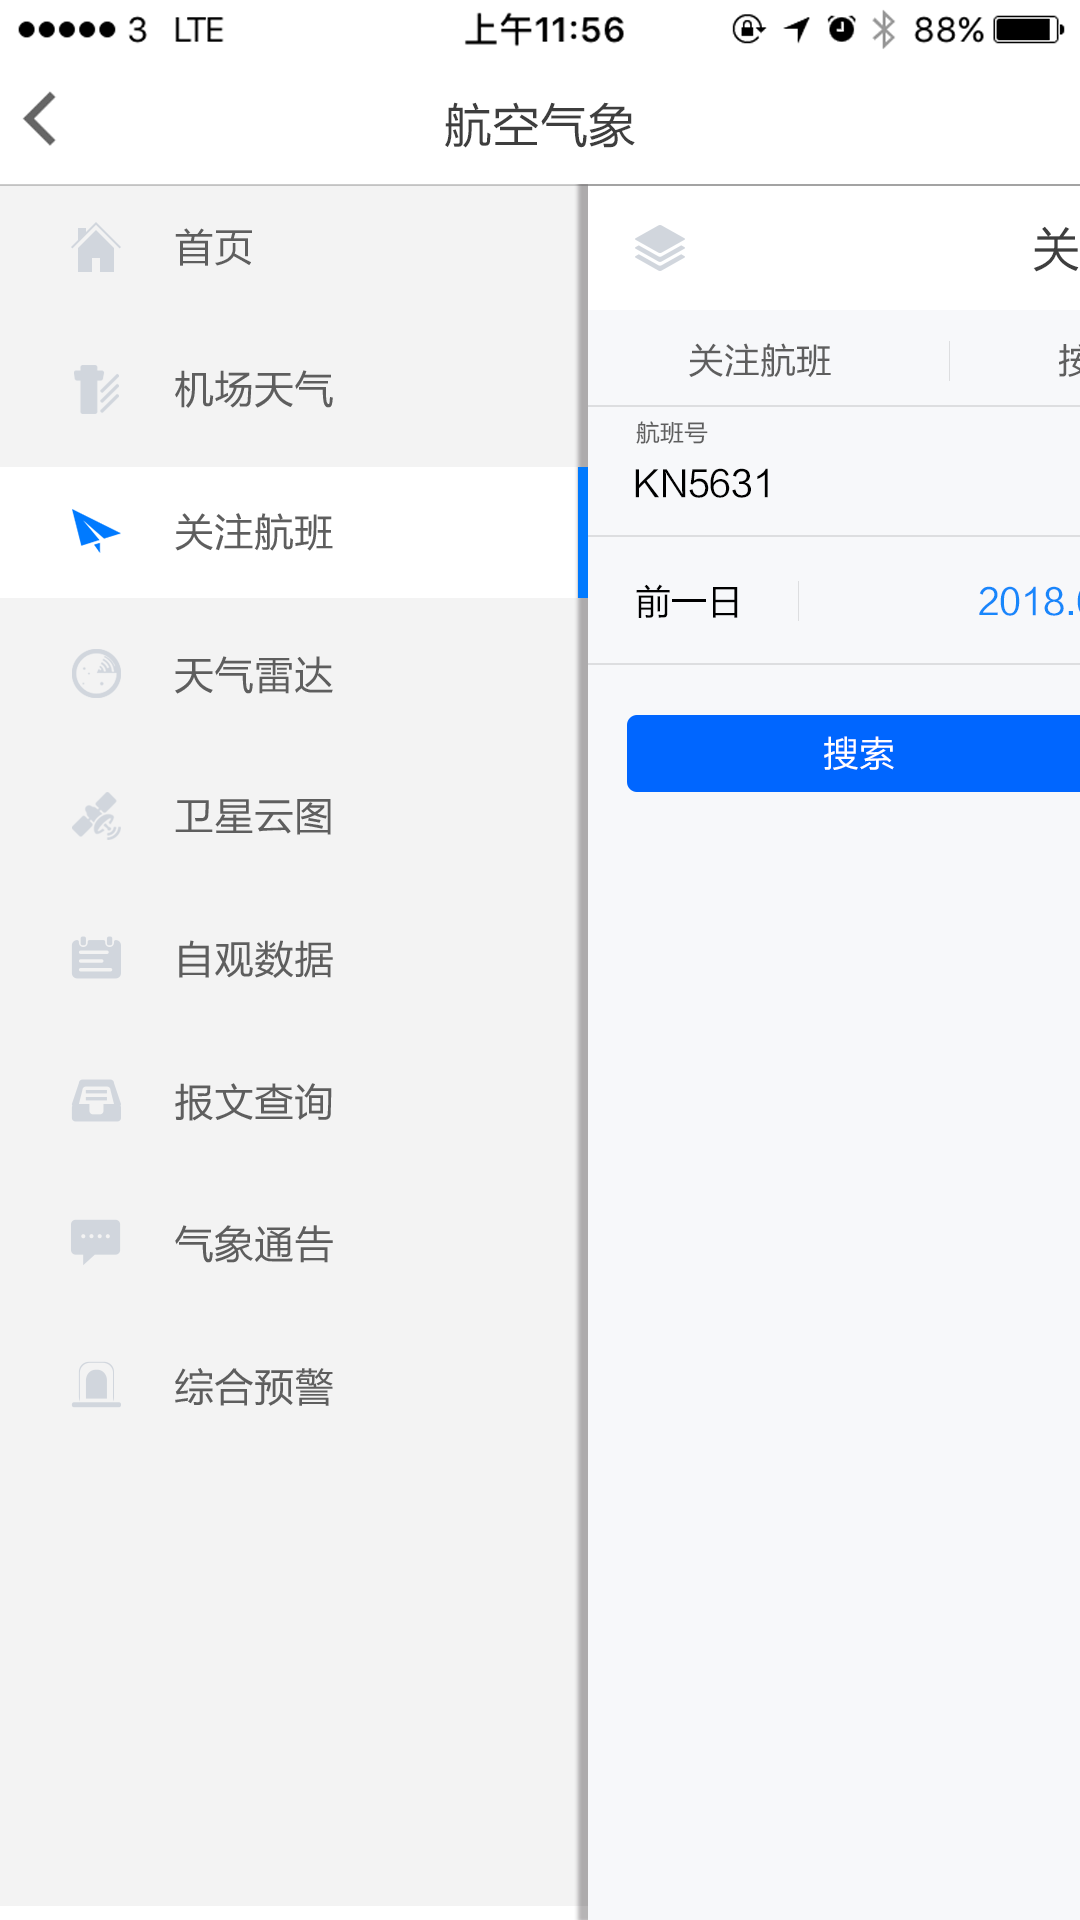 3 LTE 上午11:56 88%
航空气象
首页
机场天气
关注航班
天气雷达
卫星云图
自观数据
报文查询
气象通告
综合预警
关
关注航班
航班号
KN5631
前一日 2018.
搜索